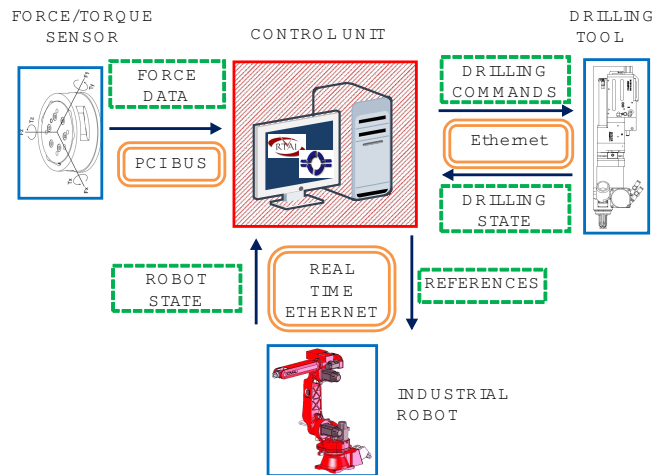 FORCE/TORQUE
SENSOR
CONTROL UNIT
DRILLING
TOOL
FORCE
DATA
PCI BUS
DRILLING
COMMANDS
Ethernet
DRILLING
STATE
ROBOT
STATE
REAL
TIME
ETHERNET
REFERENCES
INDUSTRIAL
ROBOT
RTAI